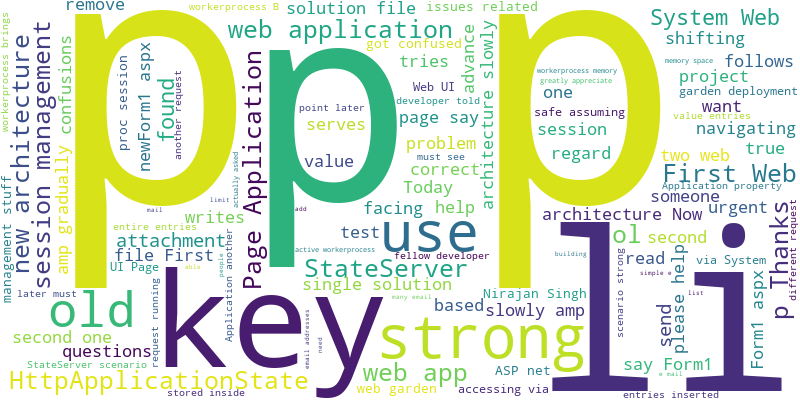 remove
workerprocess B
solution file
issues related
web application
got confused
System Web
shifting
tries
advance
Web UI
workerprocess memory
greatly appreciate
memory space
follows
one
project
garden deployment
developer told
point later
page say
safe assuming
want
value entries
serves
session
navigating
problem
must see
regard
true
value
correct
two web
First Web
Today
Application property
someone
writes
facing
help
architecture Now
urgent
test
attachment
entire entries
mail
limit
add
ol
second
file First
active workerprocess
fellow developer
building
read
via System
UI Page
StateServer
use
p
p
p
li
key
strong
old
single solution
Nirajan Singh
later must
many email
based
slowly amp
simple e
list
send
second one
questions
web app
ASP net
say Form1
StateServer scenario
HttpApplicationState
web garden
accessing via
e mail
stored inside
entries inserted
workerprocess brings
management stuff
new architecture
session management
amp gradually
confusions
proc session
newForm1 aspx
found
another request
request running
Application another
able
people
actually asked
Page Application
email addresses
need
architecture slowly
scenario strong
please help
Form1 aspx
p Thanks
different request